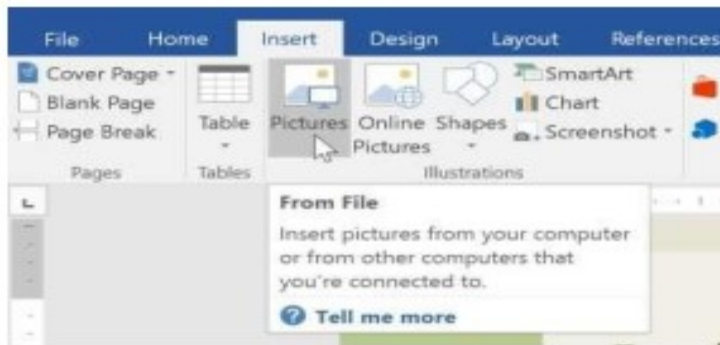 File Home Insert Design Layout References
Cover Page
Blank Page
Page Break
Table
Pictures
Online
Pictures
Shapes
SmartArt
Chart
Screenshot
Pages Tables Illustrations
From File
Insert pictures from your computer
or from other computers that
you're connected to.
Tell me more